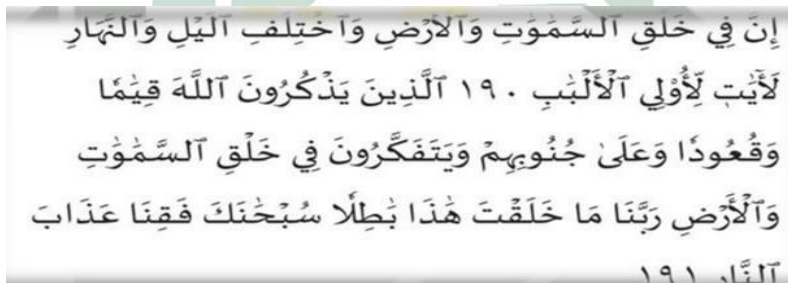 إِنَّ فِي خَلۡقِ ٱلسَّمَٰوَٰتِ وَٱلۡأَرۡضِ وَٱخۡتِلَٰفِ ٱلَّيۡلِ وَٱلنَّهَارِ
لَأٓيَٰتٖ لِّأُوْلِي ٱلۡأَلۡبَٰبِ ١٩٠ ٱلَّذِينَ يَذۡكُرُونَ ٱللَّهَ قِيَٰمٗا
وَقُعُودٗا وَعَلَىٰ جُنُوبِهِمۡ وَيَتَفَكَّرُونَ فِي خَلۡقِ ٱلسَّمَٰوَٰتِ
وَٱلۡأَرۡضِ رَبَّنَا مَا خَلَقۡتَ هَٰذَا بَٰطِلٗا سُبۡحَٰنَكَ فَقِنَا عَذَابَ
ٱلنَّارِ ١٩١